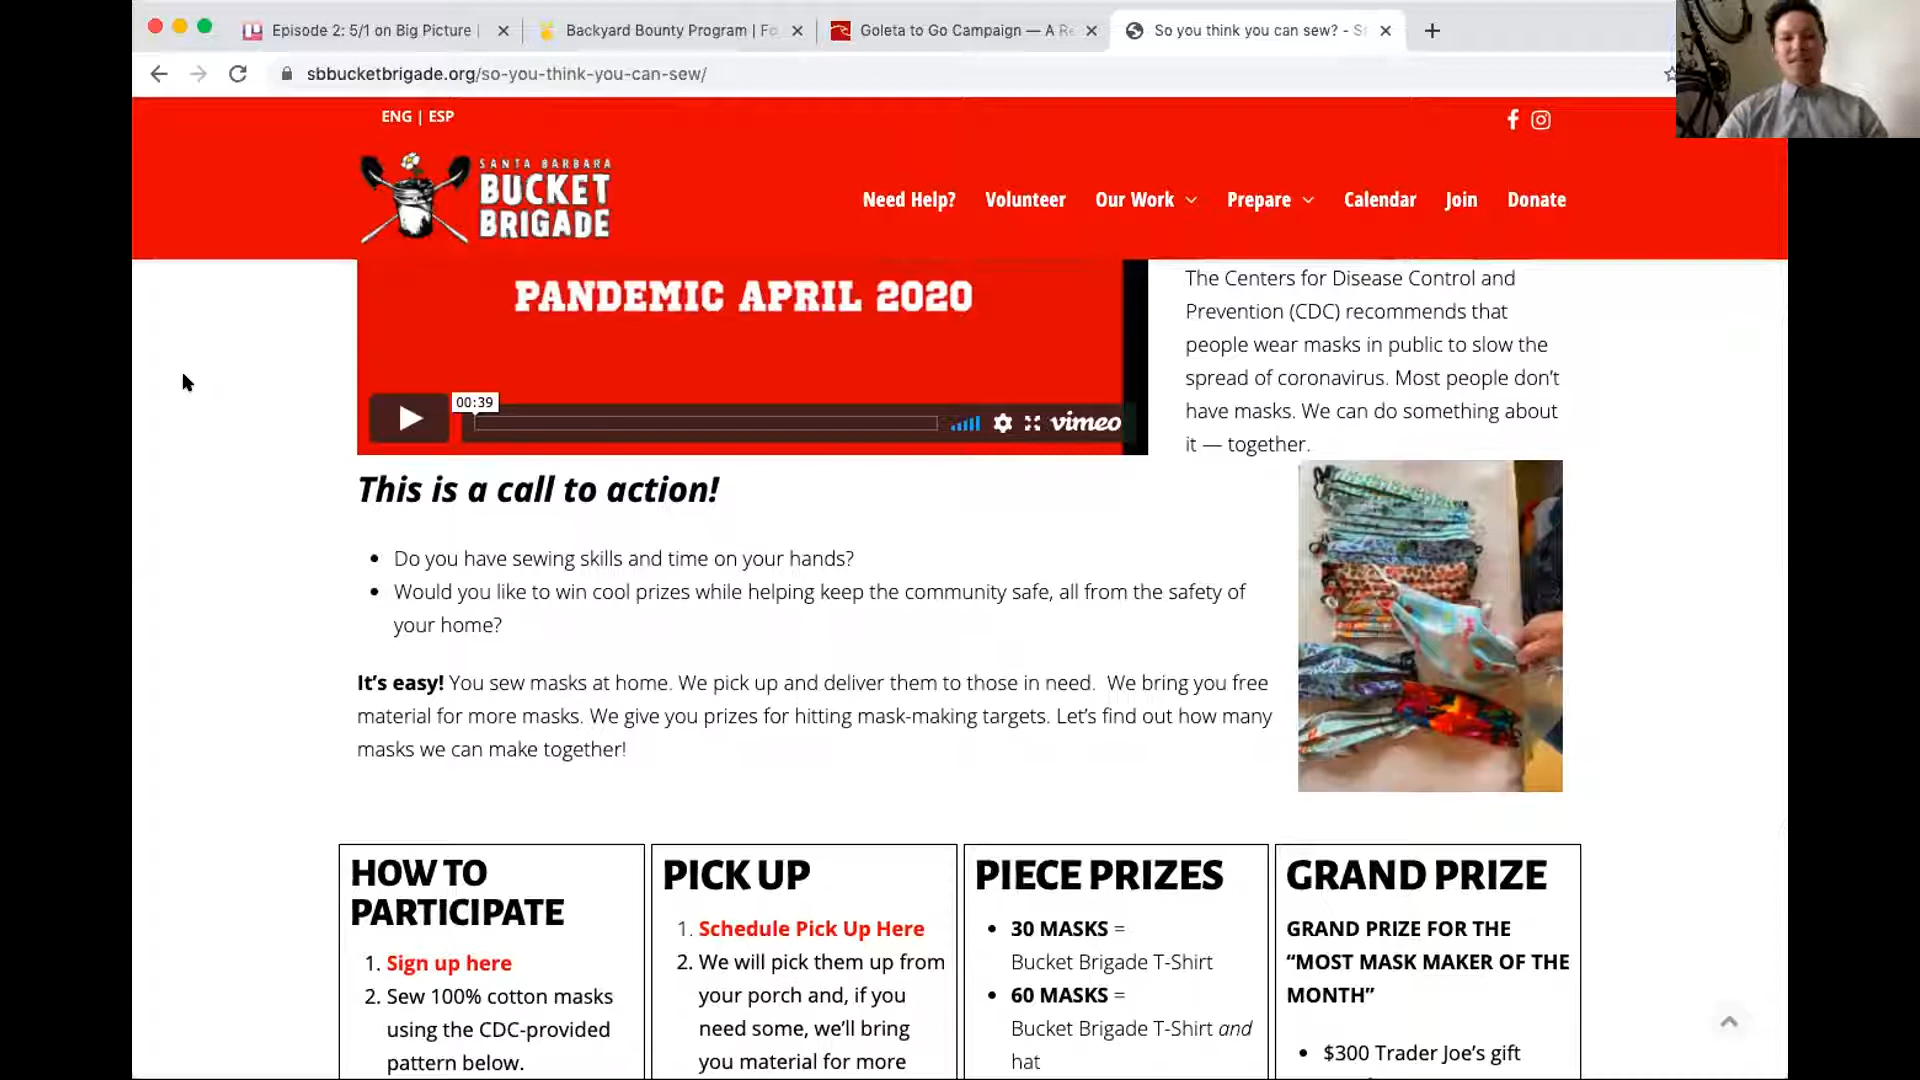 Episode 2: 5/1 on Big Picture |
Backyard Bounty Program | Fo
Goleta to Go Campaign — A Re
So you think you can sew? - S
sbbucketbrigade.org/so-you-think-you-can-sew/
ENG | ESP
SANTA BARBARA
BUCKET
BRIGADE
Need Help?
Volunteer
Our Work
Prepare
Calendar
Join
Donate
PANDEMIC APRIL 2020
00:39
vimeo
The Centers for Disease Control and
Prevention (CDC) recommends that
people wear masks in public to slow the
spread of coronavirus. Most people don't
have masks. We can do something about
it — together.
This is a call to action!
Do you have sewing skills and time on your hands?
Would you like to win cool prizes while helping keep the community safe, all from the safety of
your home?
It's easy! You sew masks at home. We pick up and deliver them to those in need. We bring you free
material for more masks. We give you prizes for hitting mask-making targets. Let's find out how many
masks we can make together!
HOW TO
PARTICIPATE
1. Sign up here
2. Sew 100% cotton masks
using the CDC-provided
pattern below.
PICK UP
1. Schedule Pick Up Here
2. We will pick them up from
your porch and, if you
need some, we'll bring
you material for more
PIECE PRIZES
30 MASKS =
Bucket Brigade T-Shirt
60 MASKS =
Bucket Brigade T-Shirt and
hat
GRAND PRIZE
GRAND PRIZE FOR THE
“MOST MASK MAKER OF THE
MONTH”
$300 Trader Joe's gift